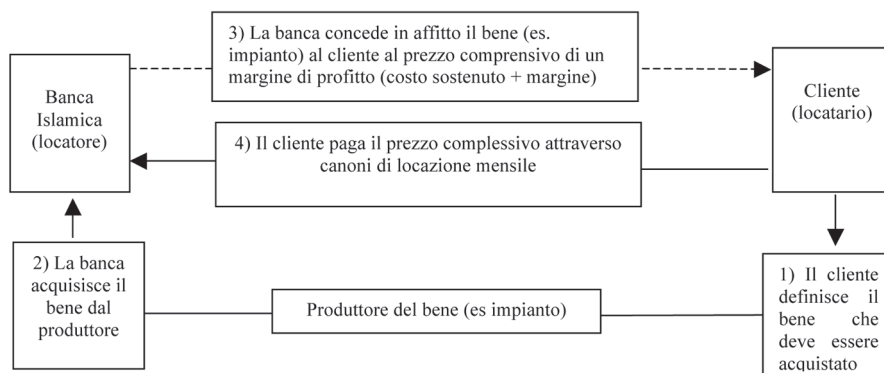 3) La banca concede in affitto il bene (es.
impianto) al cliente al prezzo comprensivo di un
margine di profitto (costo sostenuto + margine)
Banca
Islamica
(locatore)
Cliente
(locatario)
4) Il cliente paga il prezzo complessivo attraverso
canoni di locazione mensile
2) La banca
acquisisce il
bene dal
produttore
Produttore del bene (es impianto)
1) Il cliente
definisce il
bene che
deve essere
acquistato